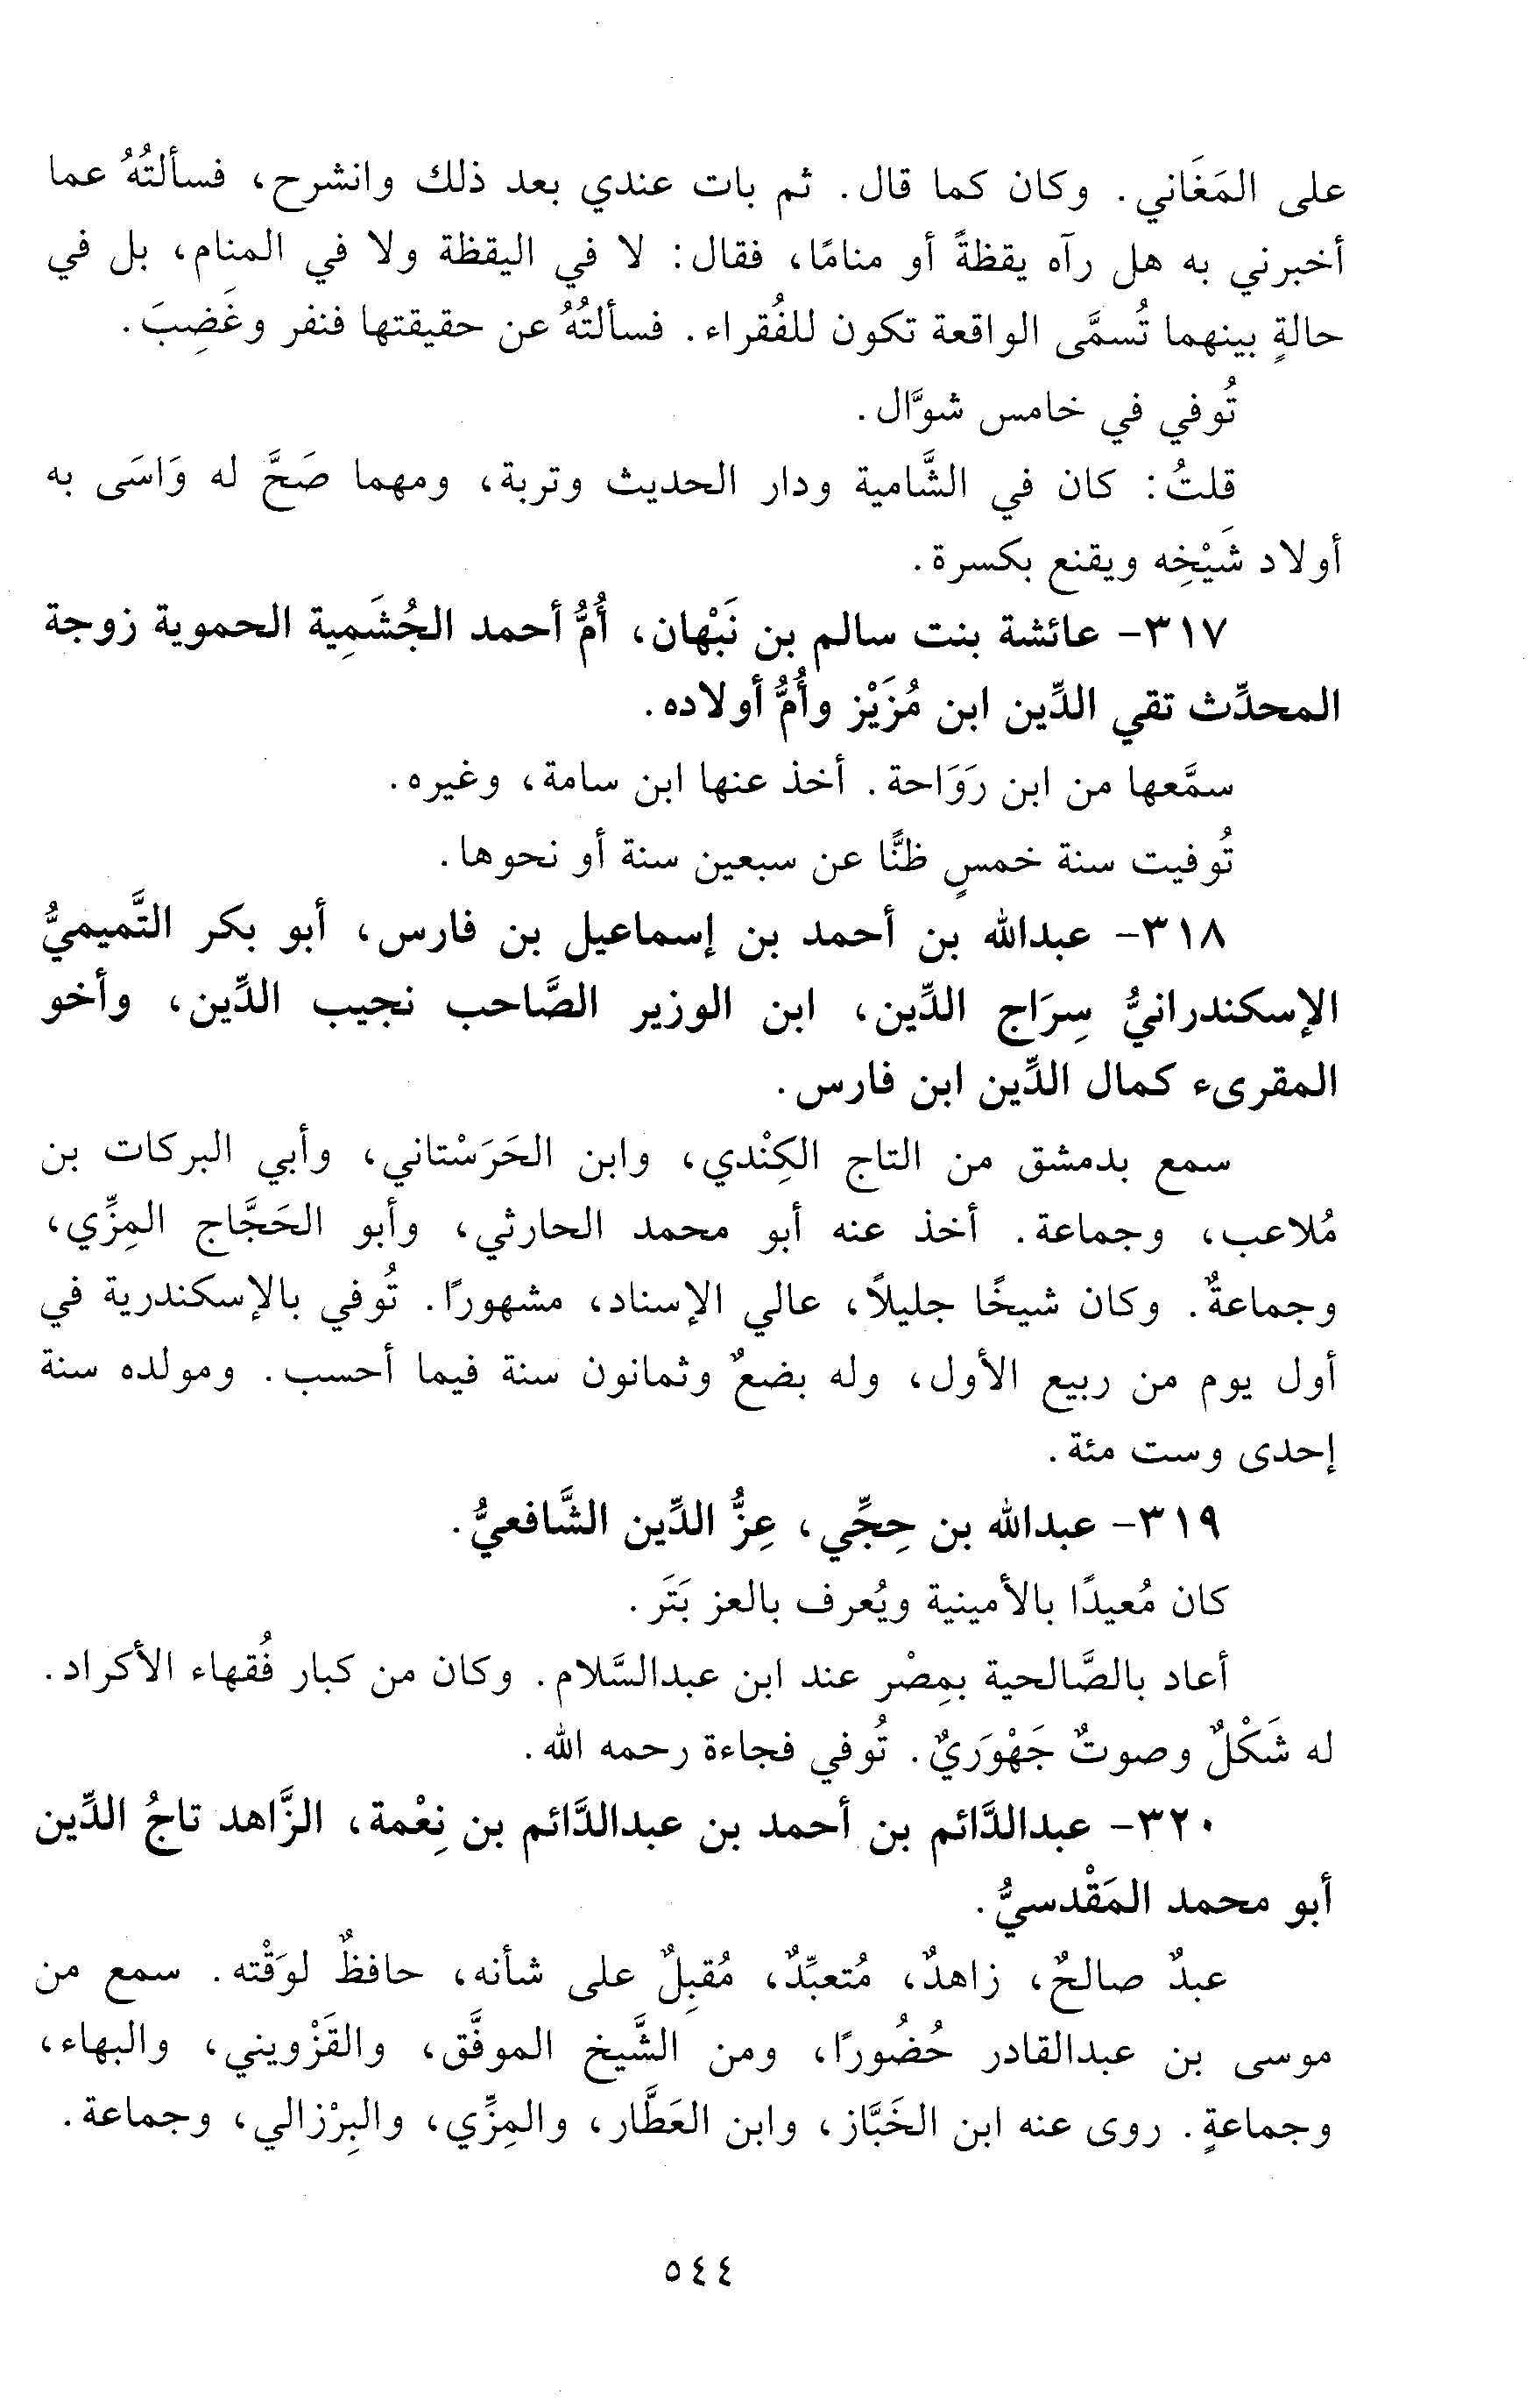 على المَغَاني. وكان كما قال. ثم بات عندي بعد ذلك وانشرح، فسألتُهُ عما
أخبرني به هل رآه يقظةً أو منامًا، فقال: لا في اليقظة ولا في المنام، بل في
حالةٍ بينهما تُسمَّى الواقعة تكون للفُقراء. فسألتُهُ عن حقيقتها فنفر وغَضِبَ.
تُوفي في خامس شوَّال.
قلتُ: كان في الشَّامية ودار الحديث وتربة، ومهما صَحَّ له وَاسَى به
أولاد شَيْخِه ويقنع بكسرة.
٣١٧- عائشة بنت سالم بن نَبْهان، أُمُّ أحمد الجُشَمِية الحموية زوجة
المحدِّث تقي الدِّين ابن مُزَيْز وأُمُّ أولاده.
سمَّعها من ابن رَوَاحة. أخذ عنها ابن سامة، وغيره.
تُوفيت سنة خمسٍ ظنًّا عن سبعين سنة أو نحوها.
٣١٨- عبدالله بن أحمد بن إسماعيل بن فارس، أبو بكر التَّميميُّ
الإسكندرانيُّ سِرَاج الدِّين، ابن الوزير الصَّاحب نجيب الدِّين، وأخو
المقرىء كمال الدِّين ابن فارس.
سمع بدمشق من التاج الكِنْدي، وابن الحَرَسْتاني، وأبي البركات بن
مُلاعب، وجماعة. أخذ عنه أبو محمد الحارثي، وأبو الحَجَّاج المِزِّي،
وجماعةٌ. وكان شيخًا جليلاً، عالي الإسناد، مشهورًا. تُوفي بالإسكندرية في
أول يوم من ربيع الأول، وله بضعٌ وثمانون سنة فيما أحسب. ومولده سنة
إحدى وست مئة.
٣١٩- عبدالله بن حِجِّي، عِزُّ الدِّين الشَّافعيُّ.
كان مُعيدًا بالأمينية ويُعرف بالعز بَتَر.
أعاد بالصَّالحية بمِصْر عند ابن عبدالسَّلام. وكان من كبار فُقهاء الأكراد.
له شَكْلٌ وصوتٌ جَهْوَريٌ. تُوفي فجاءة رحمه الله.
٣٢٠- عبدالدَّائم بن أحمد بن عبدالدَّائم بن نِعْمة، الزَّاهد تاجُ الدِّين
أبو محمد المَقْدسيُّ.
عبدٌ صالحٌ، زاهدٌ، مُتعبِّدٌ، مُقبِلٌ على شأنه، حافظٌ لوَقْته. سمع من
موسى بن عبدالقادر حُضُورًا، ومن الشَّيخ الموفَّق، والقَزْويني، والبهاء،
وجماعةٍ. روى عنه ابن الخَبَّاز، وابن العَطَّار، والمِزِّي، والبِرْزالي، وجماعة.
٥٤٤